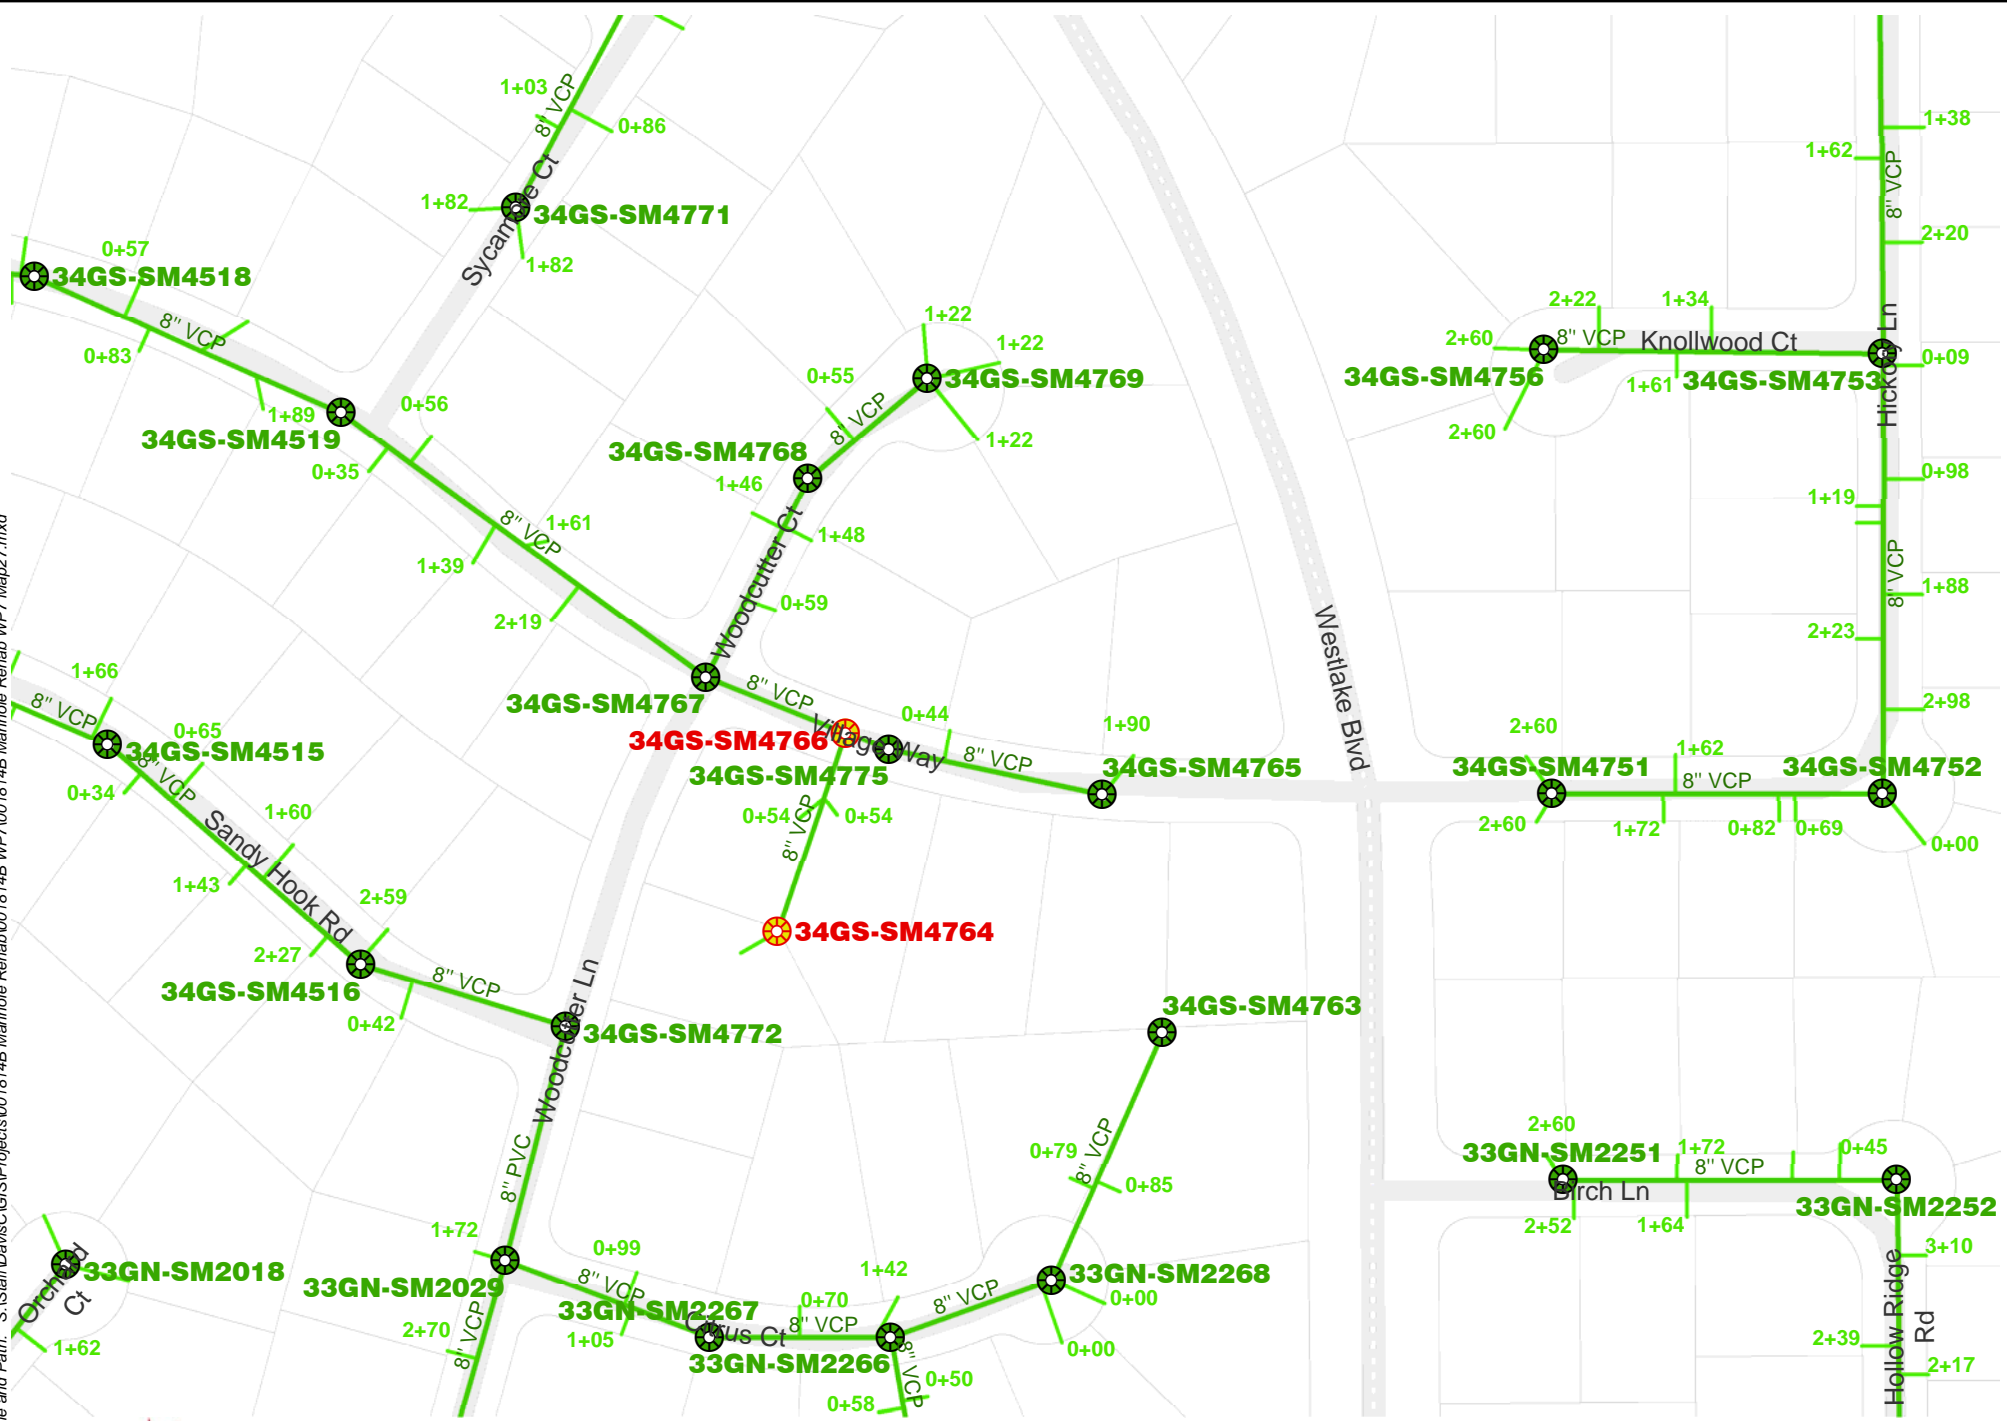 1+03
8" VCP
0+86
1+38
1+62
8" VCP
Sycamore Ct
1+82
34GS-SM4771
1+82
2+20
0+57
34GS-SM4518
8" VCP
0+83
1+22
1+22
2+22
1+34
2+60
8" VCP
Knollwood Ct
Hickory Ln
0+09
0+55
34GS-SM4769
34GS-SM4756
1+61
34GS-SM4753
8" VCP
1+89
0+56
34GS-SM4519
0+35
34GS-SM4768
1+22
2+60
1+46
0+98
1+19
8" VCP
1+61
1+48
Woodcutter Ct
1+39
0+59
8" VCP
1+88
2+19
2+23
Westlake Blvd
1+66
8" VCP
0+65
34GS-SM4515
8" VCP
0+34
34GS-SM4767
8" VCP
0+44
1+90
2+98
2+60
34GS-SM4766
Village Way
8" VCP
34GS-SM4775
34GS-SM4765
34GS-SM4751
1+62
8" VCP
34GS-SM4752
0+54
0+54
8" VCP
2+60
1+72
0+82
0+69
0+00
1+60
Sandy Hook Rd
1+43
2+59
34GS-SM4764
2+27
34GS-SM4516
8" VCP
0+42
Woodcutter Ln
34GS-SM4772
34GS-SM4763
8" PVC
0+79
8" VCP
0+85
2+60
33GN-SM2251
1+72
8" VCP
0+45
Birch Ln
33GN-SM2252
2+52
1+64
1+72
0+99
33GN-SM2018
Orchard
Ct
1+62
33GN-SM2029
8" VCP
33GN-SM2267
1+05
Citrus Ct
0+70
8" VCP
1+42
33GN-SM2266
8" VCP
33GN-SM2268
0+00
0+00
3+10
Hollow Ridge
Rd
2+39
2+17
2+70
8" VCP
8" VCP
0+50
0+58